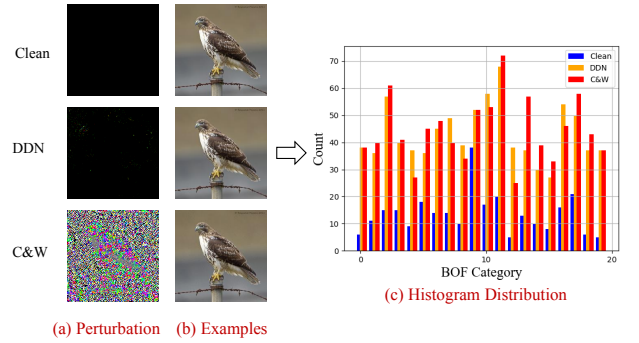 Clean
DDN
C&W
(a) Perturbation
(b) Examples
Count
70
60
50
40
30
20
10
0
0
10
20
BOF Category
Clean
DDN
C&W
(c) Histogram Distribution